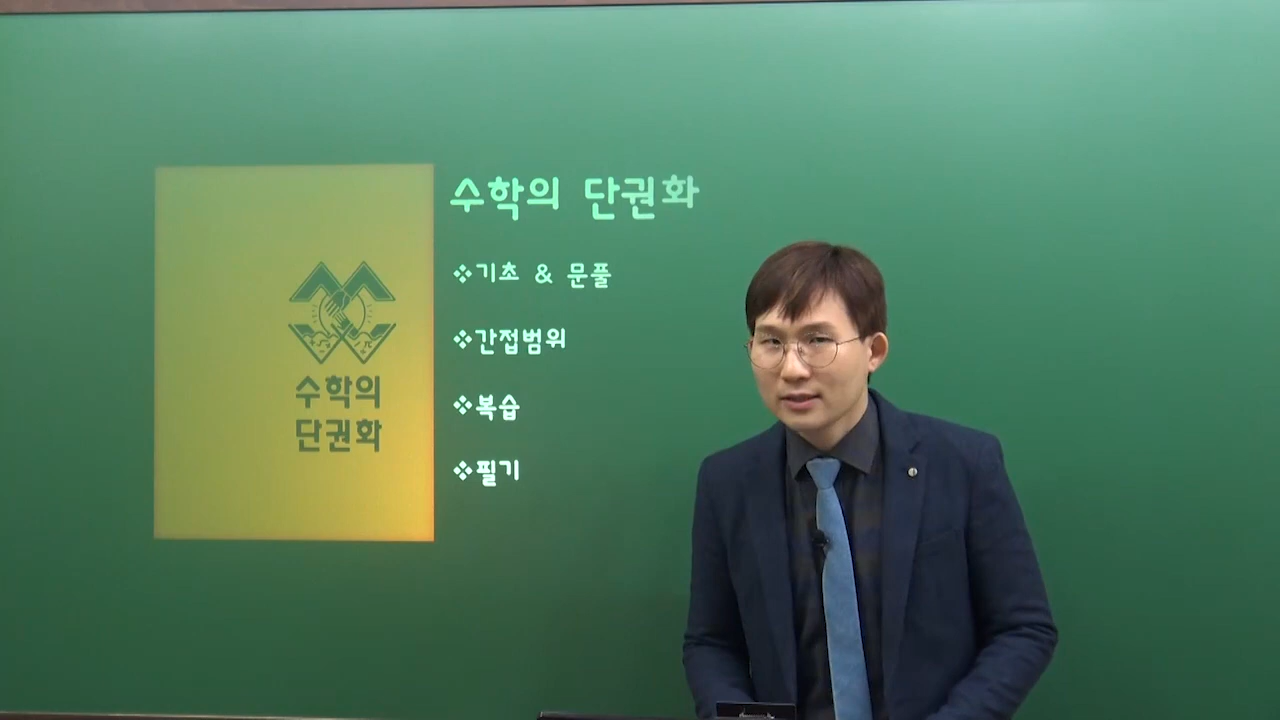 수학의 단권화
❖기초 & 문풀
❖간접범위
❖복습
❖필기
수학의
단권화